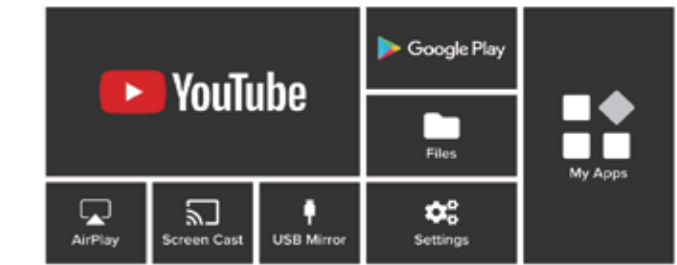 YouTube
Google Play
Files
My Apps
AirPlay
Screen Cast
USB Mirror
Settings